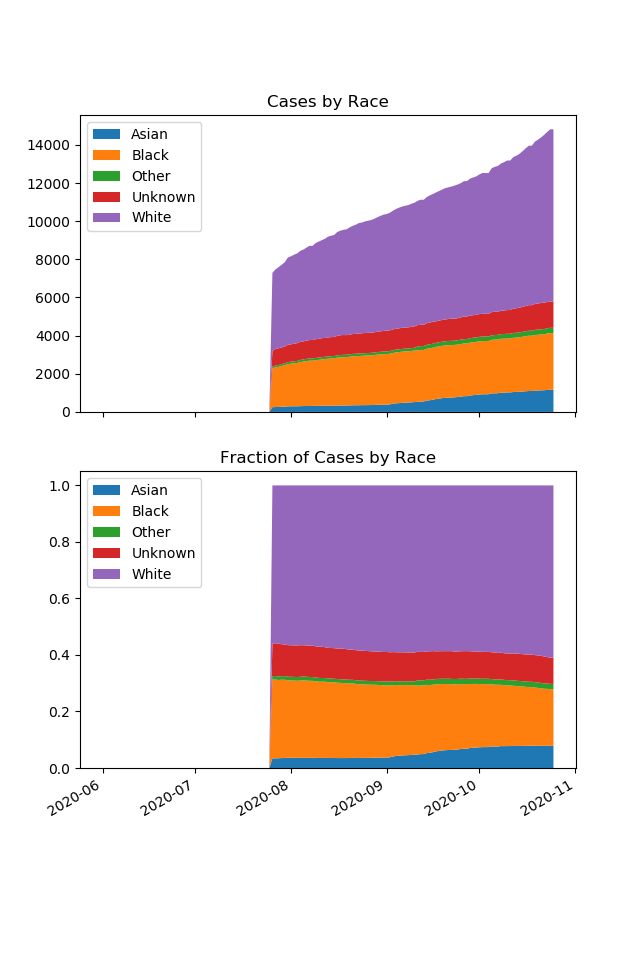 Cases by Race
Asian
Black
Other
Unknown
White
14000
12000
10000
8000
6000
4000
2000
0
Fraction of Cases by Race
Asian
Black
Other
Unknown
White
1.0
0.8
0.6
0.4
0.2
0.0
2020-06 2020-07 2020-08 2020-09 2020-10 2020-11